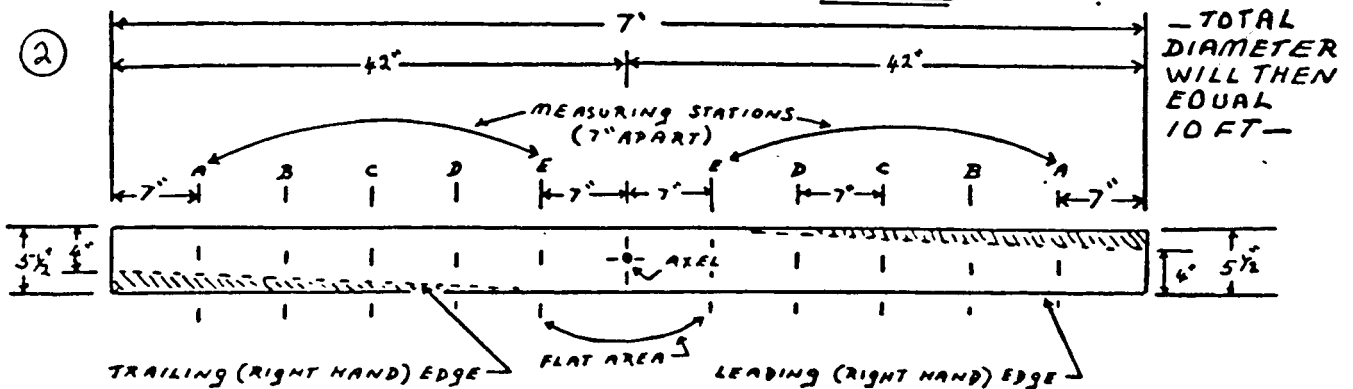 ②
7'
42"
42"
— TOTAL
DIAMETER
WILL THEN
EQUAL
10 FT —
MEASURING STATIONS
(7" APART)
A B C D E E D C B A
7" 7" 7" 7" 7"
5½" 4" AXEL 4" 5½"
FLAT AREA
TRAILING (RIGHT HAND) EDGE LEADING (RIGHT HAND) EDGE